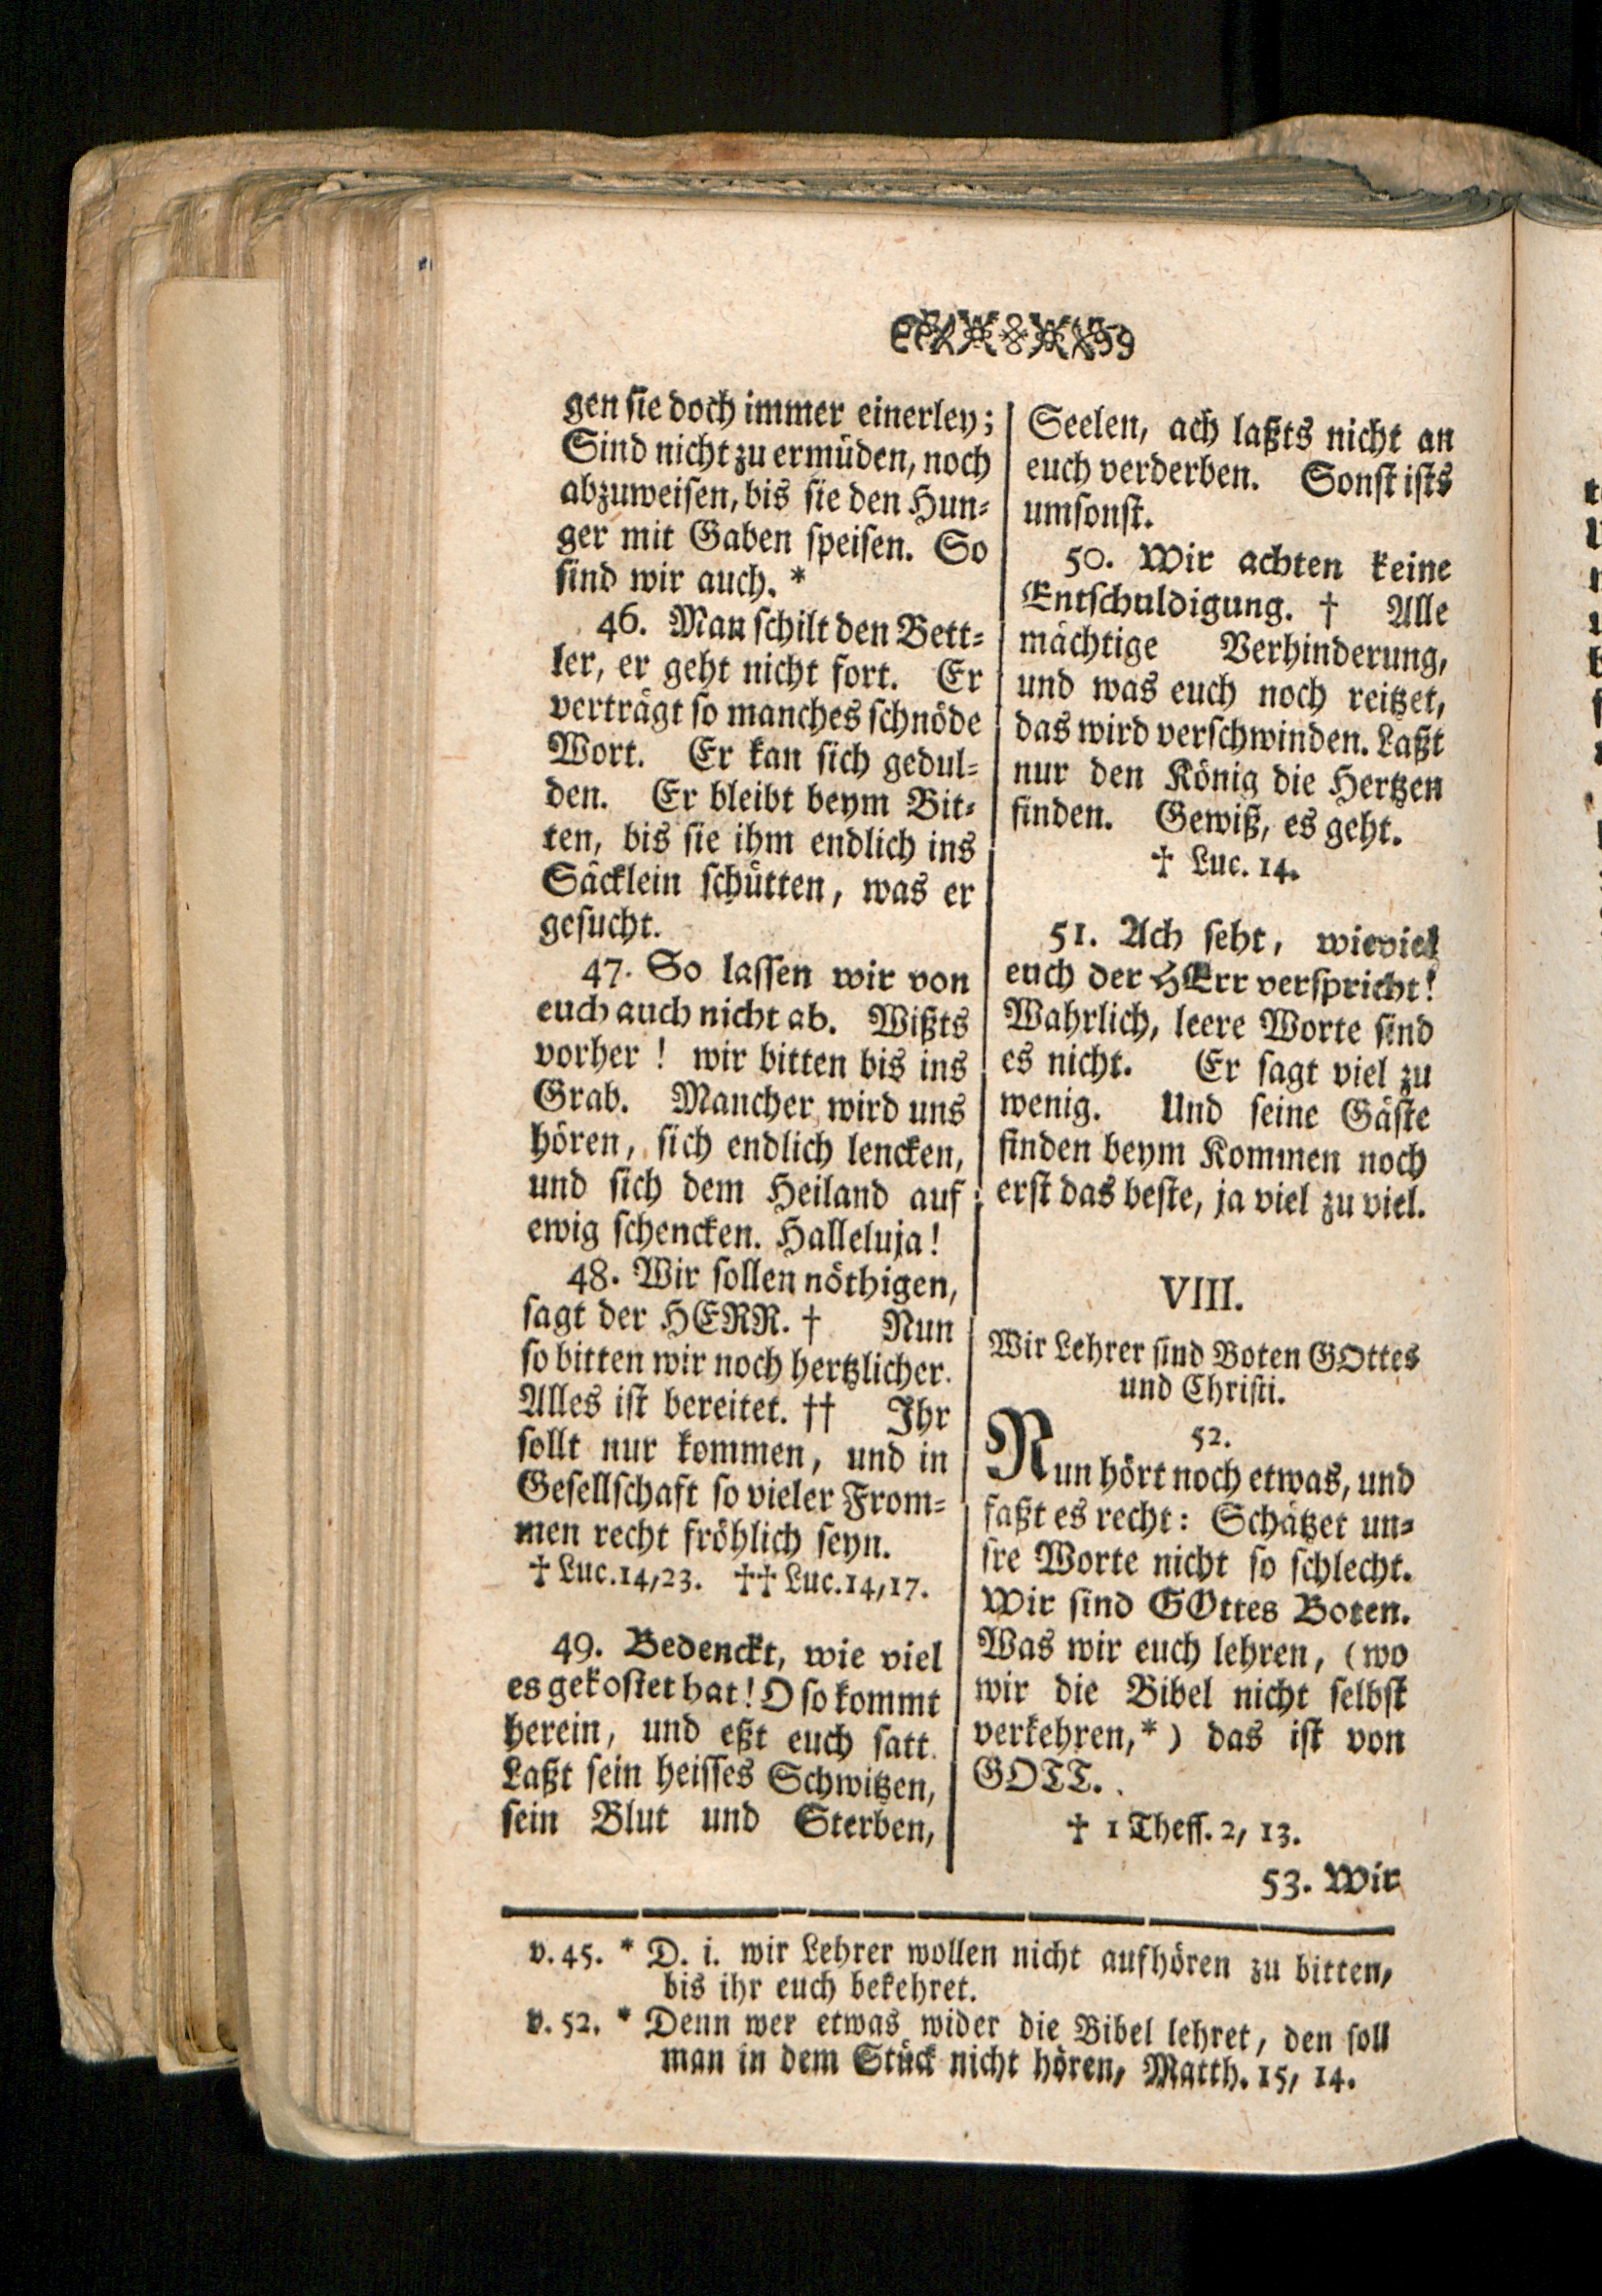 gen sie doch immer einerley;
Sind nicht zu ermüden, noch
abzuweisen, bis sie den Hun-
ger mit Gaben speisen. So
sind wir auch. *
46. Man schilt den Bett-
ler, er geht nicht fort. Er
verträgt so manches schnöde
Wort. Er kan sich gedul-
den. Er bleibt beym Bit-
ten, bis sie ihm endlich ins
Säcklein schütten, was er
gesucht.
47. So lassen wir von
euch auch nicht ab. Wißts
vorher! wir bitten bis ins
Grab. Mancher wird uns
hören, sich endlich lencken,
und sich dem Heiland auf
ewig schencken. Halleluja!
48. Wir sollen nöthigen,
sagt der HERR. † Nun
so bitten wir noch hertzlicher.
Alles ist bereitet. †† Ihr
sollt nur kommen, und in
Gesellschaft so vieler From-
men recht fröhlich seyn.
† Luc. 14, 23. †† Luc. 14, 17.
49. Bedenckt, wie viel
es gekostet hat! O so kommt
herein, und eßt euch satt.
Laßt sein heisses Schwitzen,
sein Blut und Sterben,
Seelen, ach laßts nicht an
euch verderben. Sonst ists
umsonst.
50. Wir achten keine
Entschuldigung. † Alle
mächtige Verhinderung,
und was euch noch reitzet,
das wird verschwinden. Laßt
nur den König die Hertzen
finden. Gewiß, es geht.
† Luc. 14.
51. Ach seht, wieviel
euch der HErr verspricht!
Wahrlich, leere Worte sind
es nicht. Er sagt viel zu
wenig. Und seine Gäste
finden beym Kommen noch
erst das beste, ja viel zu viel.
VIII.
Wir Lehrer sind Boten GOttes
und Christi.
52.
Nun hört noch etwas, und
faßt es recht: Schätzet un-
sre Worte nicht so schlecht.
Wir sind GOttes Boten.
Was wir euch lehren, (wo
wir die Bibel nicht selbst
verkehren,*) das ist von
GOTT.
† 1 Thess. 2, 13.
53. Wir
v. 45. * D. i. wir Lehrer wollen nicht aufhören zu bitten,
bis ihr euch bekehret.
v. 52. * Denn wer etwas wider die Bibel lehret, den soll
man in dem Stück nicht hören, Matth. 15, 14.